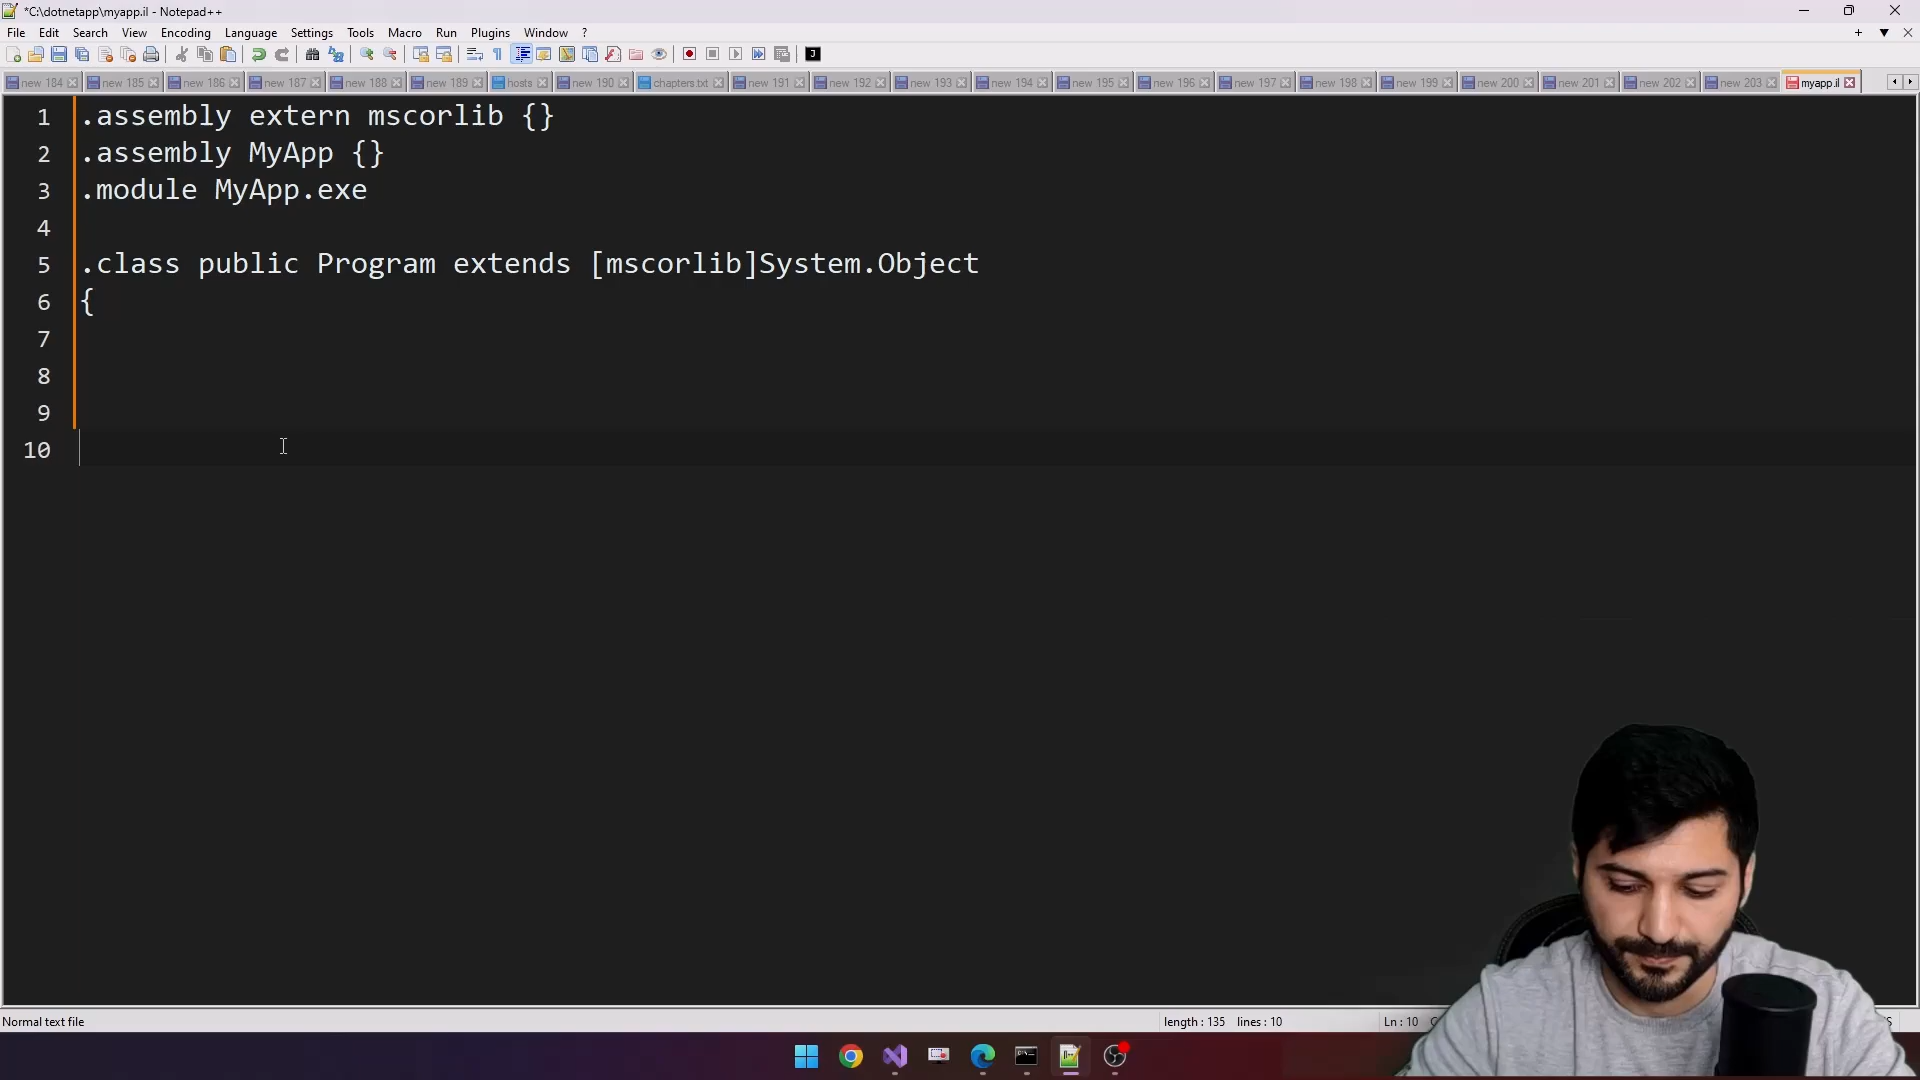 *C:\dotnetapp\myapp.il - Notepad++
File Edit Search View Encoding Language Settings Tools Macro Run Plugins Window ?
new 184 new 185 new 186 new 187 new 188 new 189 hosts new 190 chapters.txt new 191 new 192 new 193 new 194 new 195 new 196 new 197 new 198 new 199 new 200 new 201 new 202 new 203 myapp.il
1 .assembly extern mscorlib {}
2 .assembly MyApp {}
3 .module MyApp.exe
4
5 .class public Program extends [mscorlib]System.Object
6 {
7
8
9
10
Normal text file length : 135 lines : 10 Ln : 10